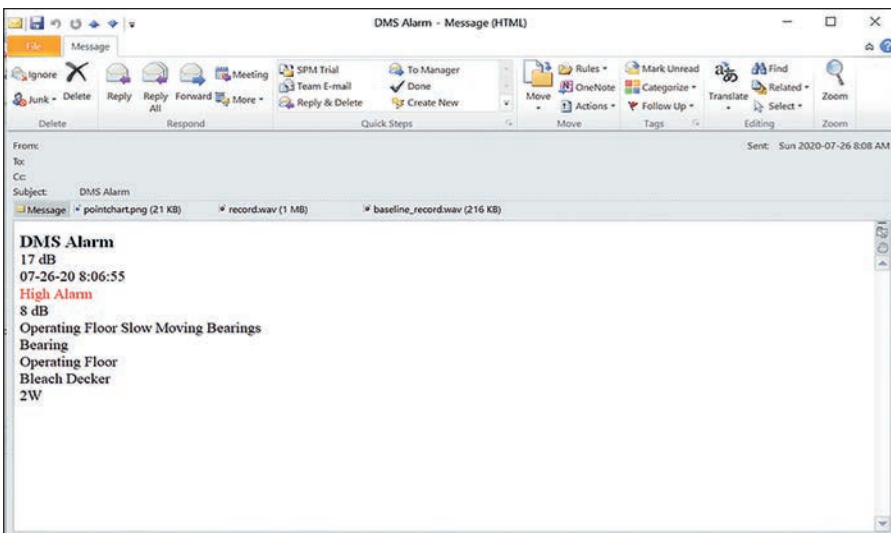 DMS Alarm - Message (HTML)
File Message
Ignore
Junk
Delete
Delete
Reply
Reply All
Forward
Meeting
More
Respond
SPM Trial
Team E-mail
Reply & Delete
To Manager
Done
Create New
Quick Steps
Move
Rules
OneNote
Actions
Move
Mark Unread
Categorize
Follow Up
Tags
Translate
Find
Related
Select
Editing
Zoom
Zoom
From:
Sent: Sun 2020-07-26 8:08 AM
To:
Cc:
Subject: DMS Alarm
Message pointchart.png (21 KB) record.wav (1 MB) baseline_record.wav (216 KB)
DMS Alarm
17 dB
07-26-20 8:06:55
High Alarm
8 dB
Operating Floor Slow Moving Bearings
Bearing
Operating Floor
Bleach Decker
2W